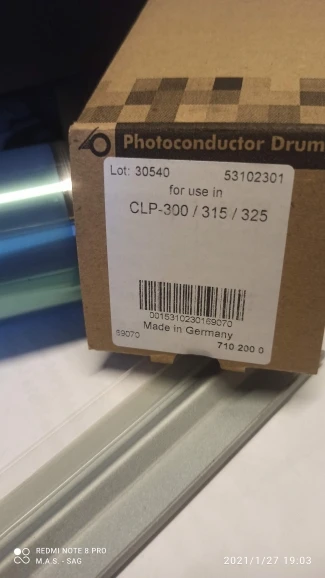 Photoconductor Drum
Lot: 30540 53102301
for use in
CLP-300 / 315 / 325
0015310230169070
Made in Germany
69070 710 200 0
REDMI NOTE 8 PRO
M.A.S. - SAG
2021/1/27 19:03